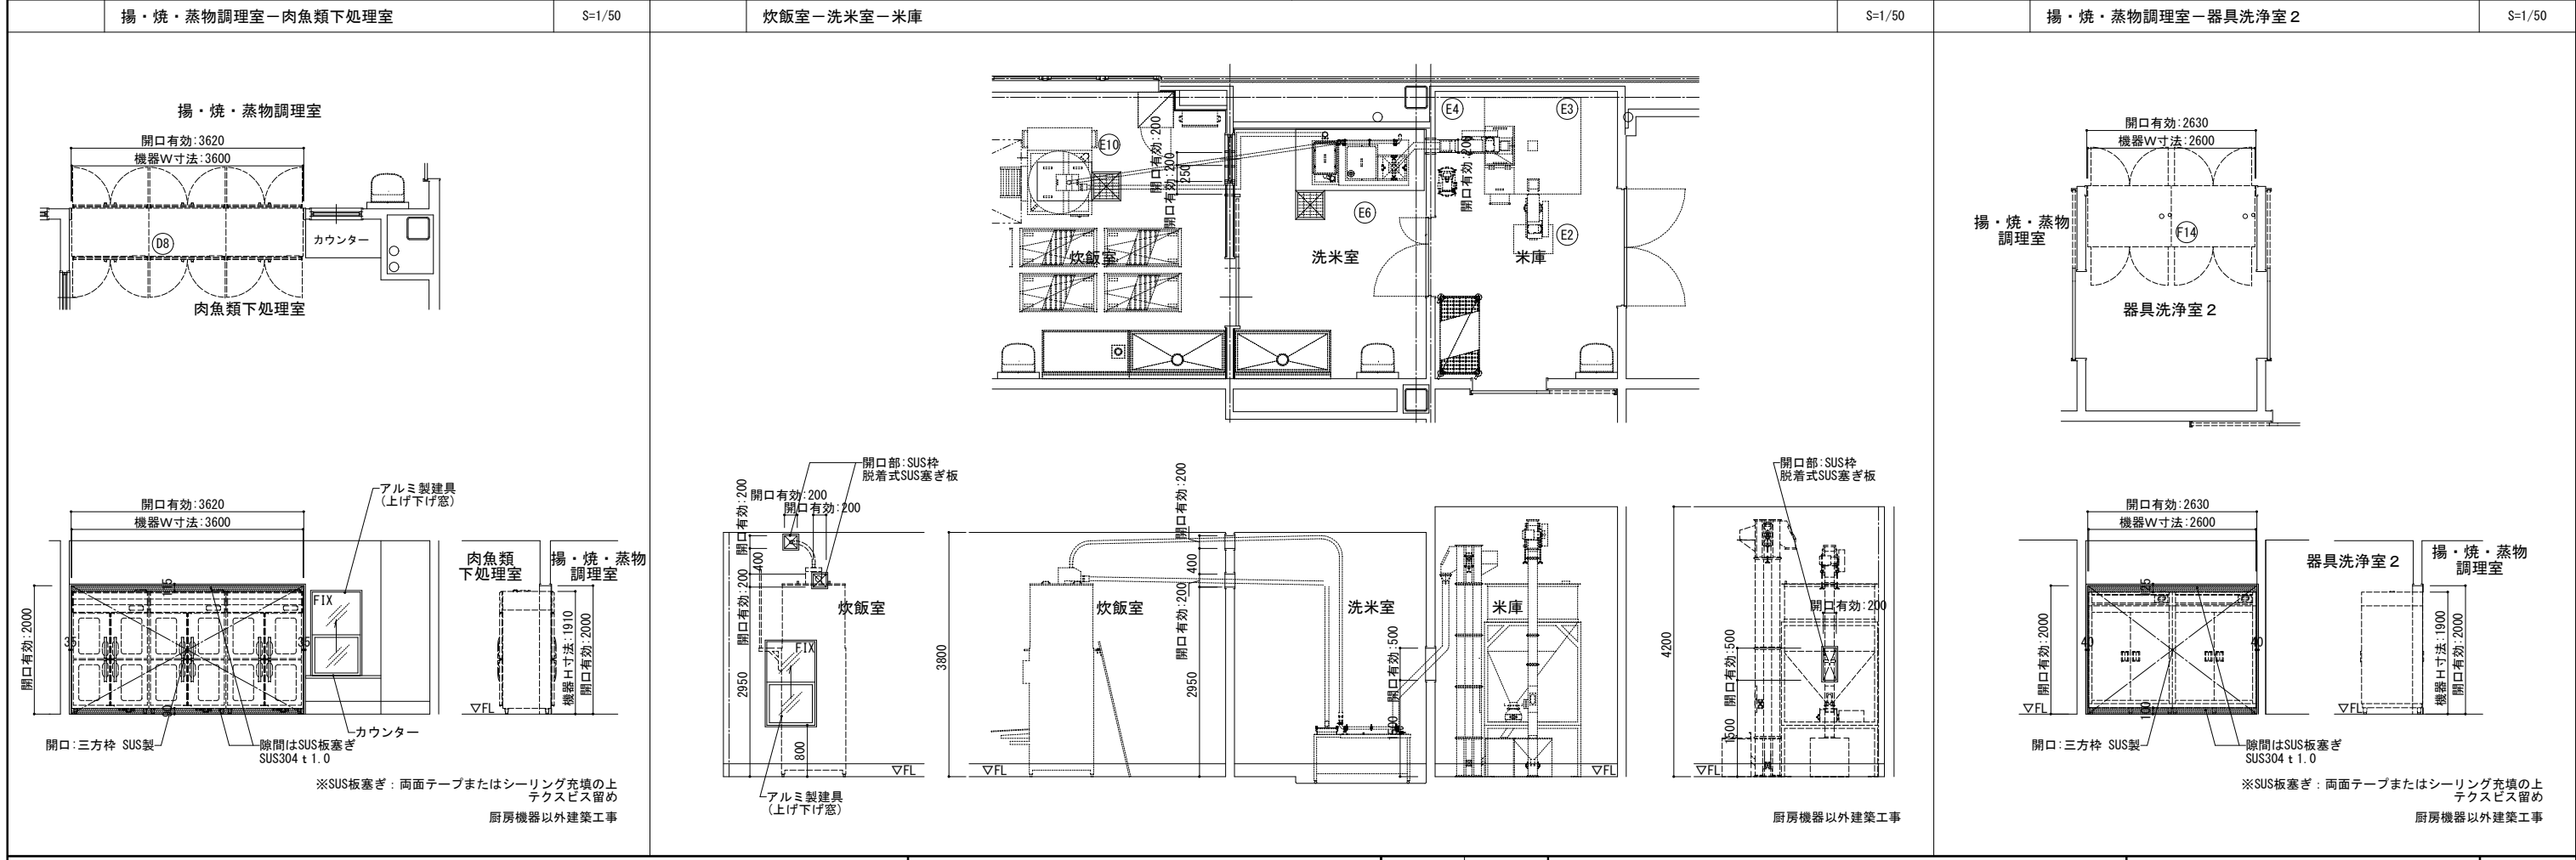 揚・焼・蒸物調理室－肉魚類下処理室
S=1/50
揚・焼・蒸物調理室
開口有効:3620
機器W寸法:3600
D8
カウンター
肉魚類下処理室
アルミ製建具
(上げ下げ窓)
開口有効:3620
機器W寸法:3600
肉魚類
下処理室
揚・焼・蒸物
調理室
FIX
115
35
35
90
開口有効:2000
機器H寸法:1910
開口有効:2000
▽FL
カウンター
開口:三方枠 SUS製
隙間はSUS板塞ぎ
SUS304 t 1.0
※SUS板塞ぎ：両面テープまたはシーリング充填の上
テクスビス留め
厨房機器以外建築工事
炊飯室－洗米室－米庫
S=1/50
E4
E3
E10
開口有効:200
開口有効:200
250
開口有効:200
E6
E2
炊飯室
洗米室
米庫
開口部:SUS枠
脱着式SUS塞ぎ板
開口有効:200
開口有効:200
開口有効:200
400
開口有効:200
2950
炊飯室
FIX
800
▽FL
アルミ製建具
(上げ下げ窓)
3800
▽FL
炊飯室
開口有効:200
400
開口有効:200
2950
洗米室
開口有効:500
1500
米庫
▽FL
開口部:SUS枠
脱着式SUS塞ぎ板
4200
開口有効:200
開口有効:500
1500
▽FL
厨房機器以外建築工事
揚・焼・蒸物調理室－器具洗浄室２
S=1/50
開口有効:2630
機器W寸法:2600
揚・焼・蒸物
調理室
F14
器具洗浄室２
開口有効:2630
機器W寸法:2600
器具洗浄室２
揚・焼・蒸物
調理室
40
40
100
開口有効:2000
機器H寸法:1900
開口有効:2000
▽FL
▽FL
開口:三方枠 SUS製
隙間はSUS板塞ぎ
SUS304 t 1.0
※SUS板塞ぎ：両面テープまたはシーリング充填の上
テクスビス留め
厨房機器以外建築工事